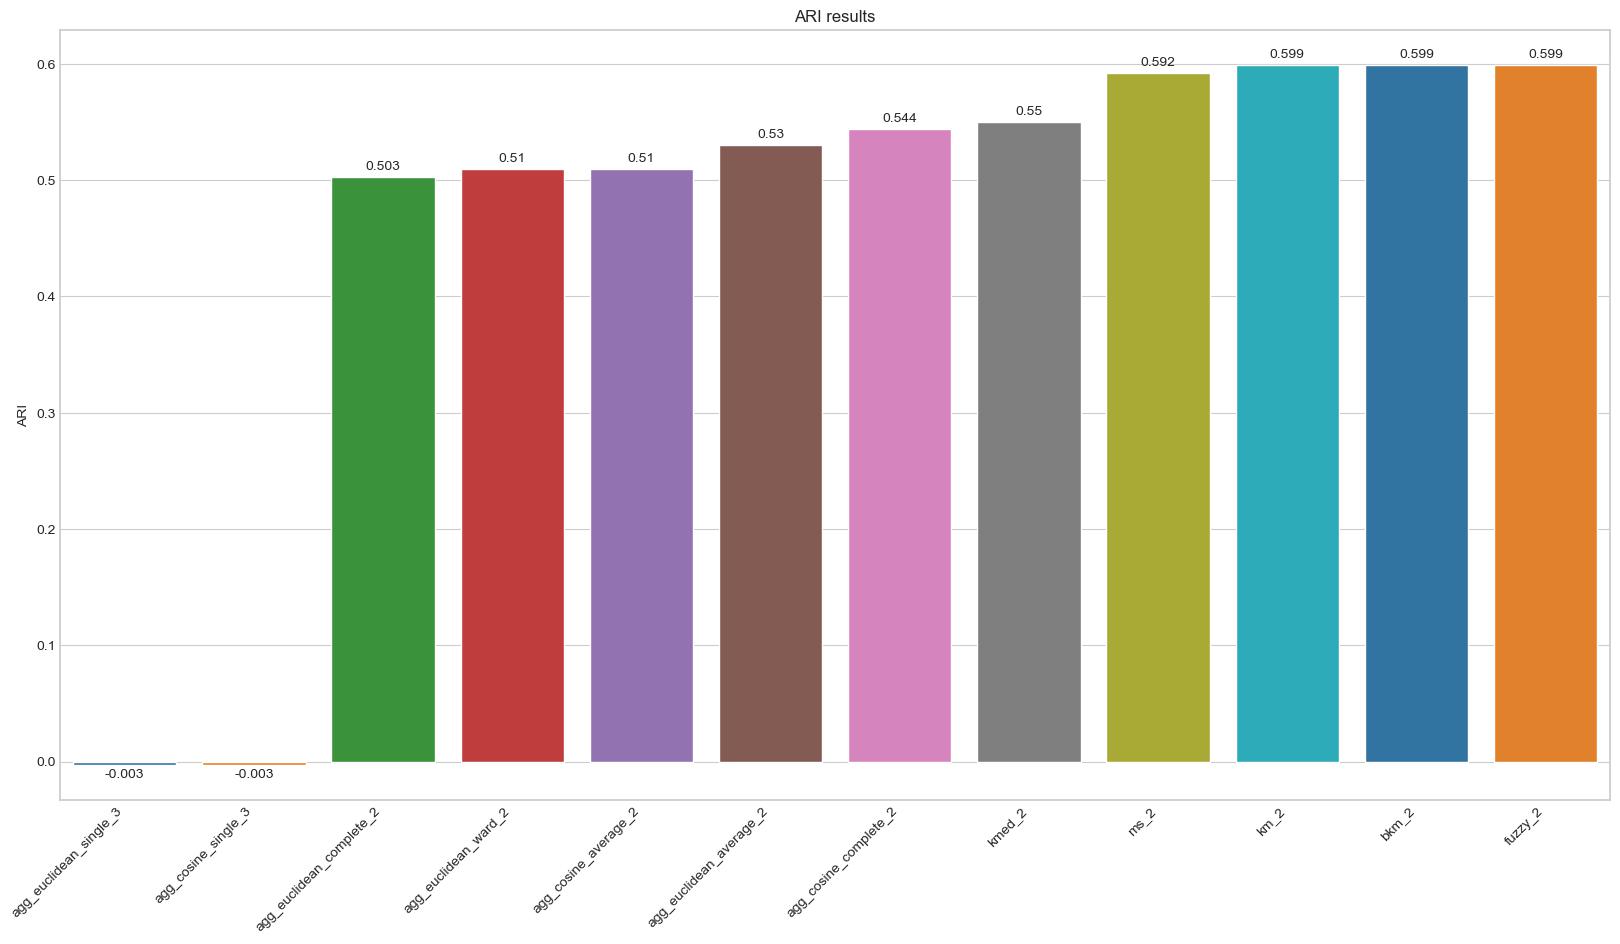 ARI results
ARI
0.6
0.5
0.4
0.3
0.2
0.1
0.0
-0.003
-0.003
0.503
0.51
0.51
0.53
0.544
0.55
0.592
0.599
0.599
0.599
agg_euclidean_single_3
agg_cosine_single_3
agg_euclidean_complete_2
agg_euclidean_ward_2
agg_cosine_average_2
agg_euclidean_average_2
agg_cosine_complete_2
kmed_2
ms_2
km_2
bkm_2
fuzzy_2